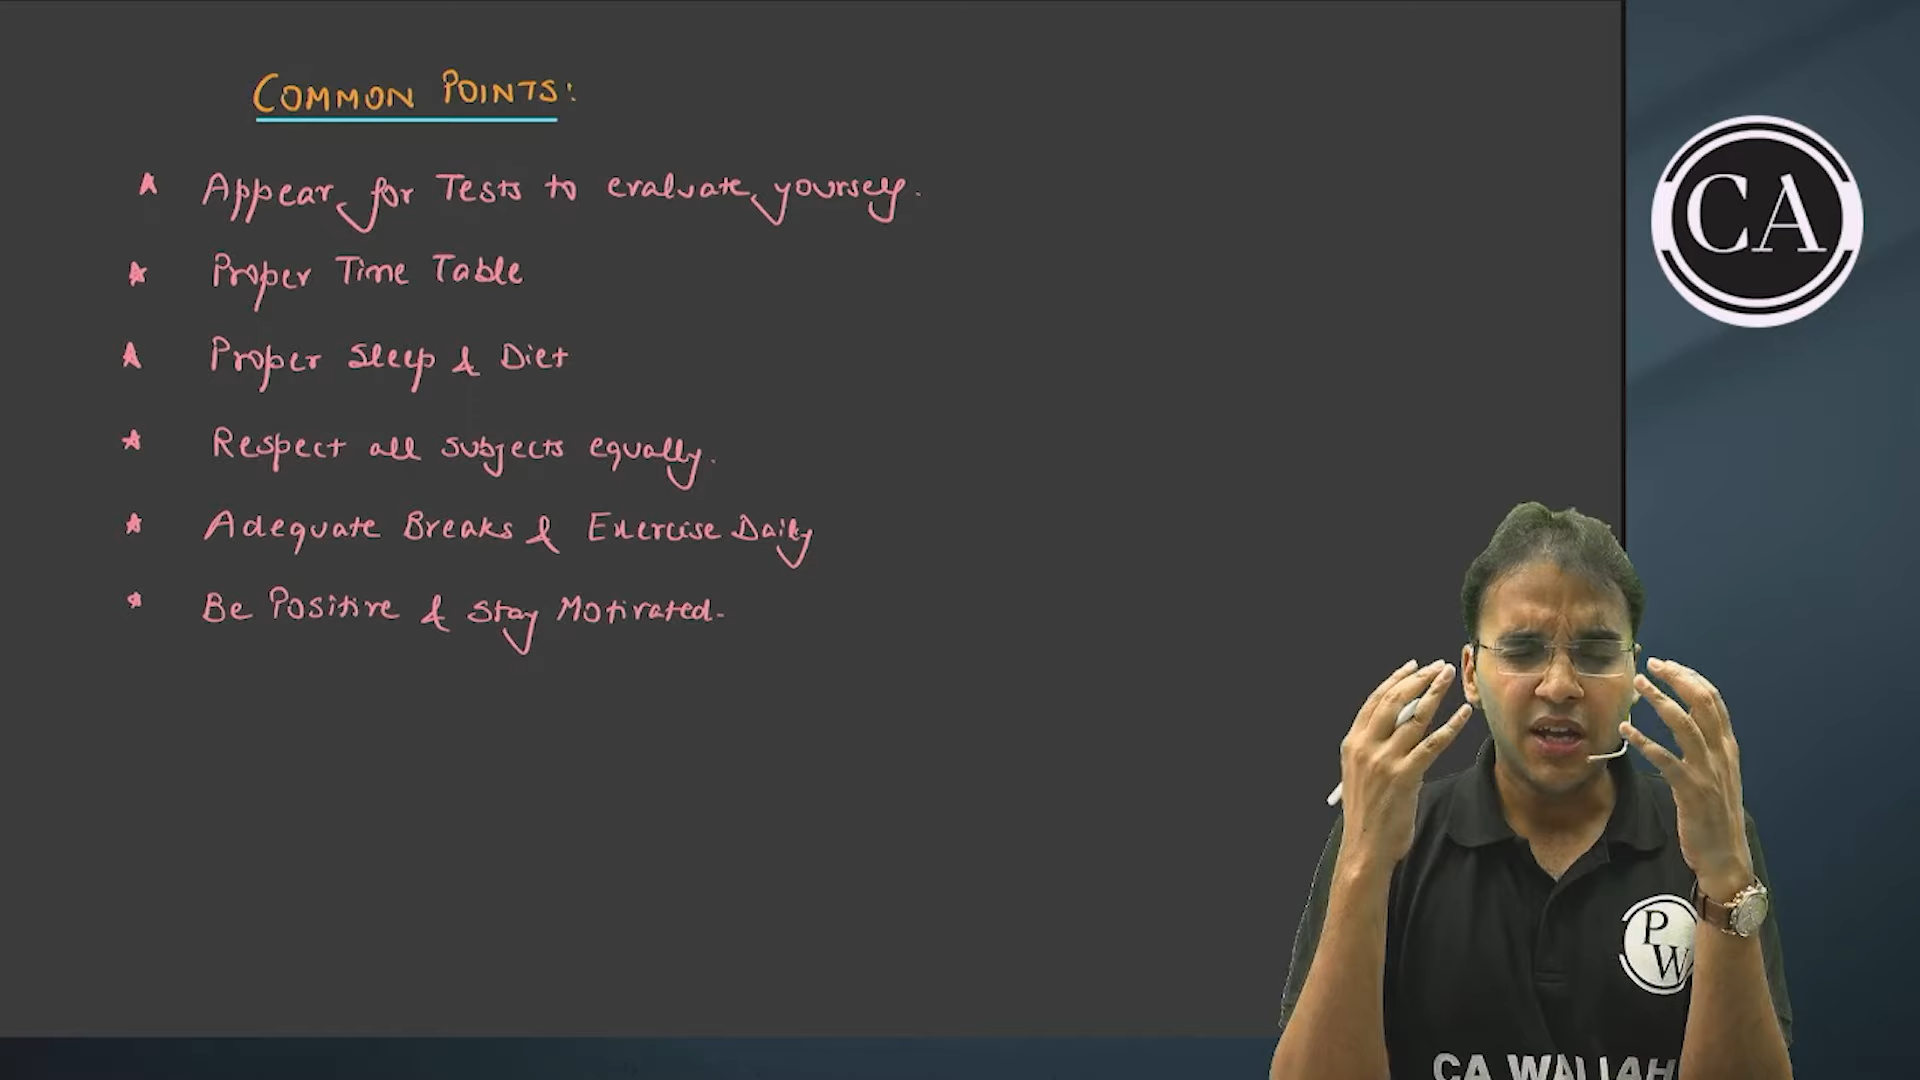 COMMON POINTS:
Appear for Tests to evaluate yourself.
Proper Time Table
Proper Sleep & Diet
Respect all subjects equally.
Adequate Breaks & Exercise Daily
Be Positive & Stay Motivated.
CA
PW
CA WALLAH